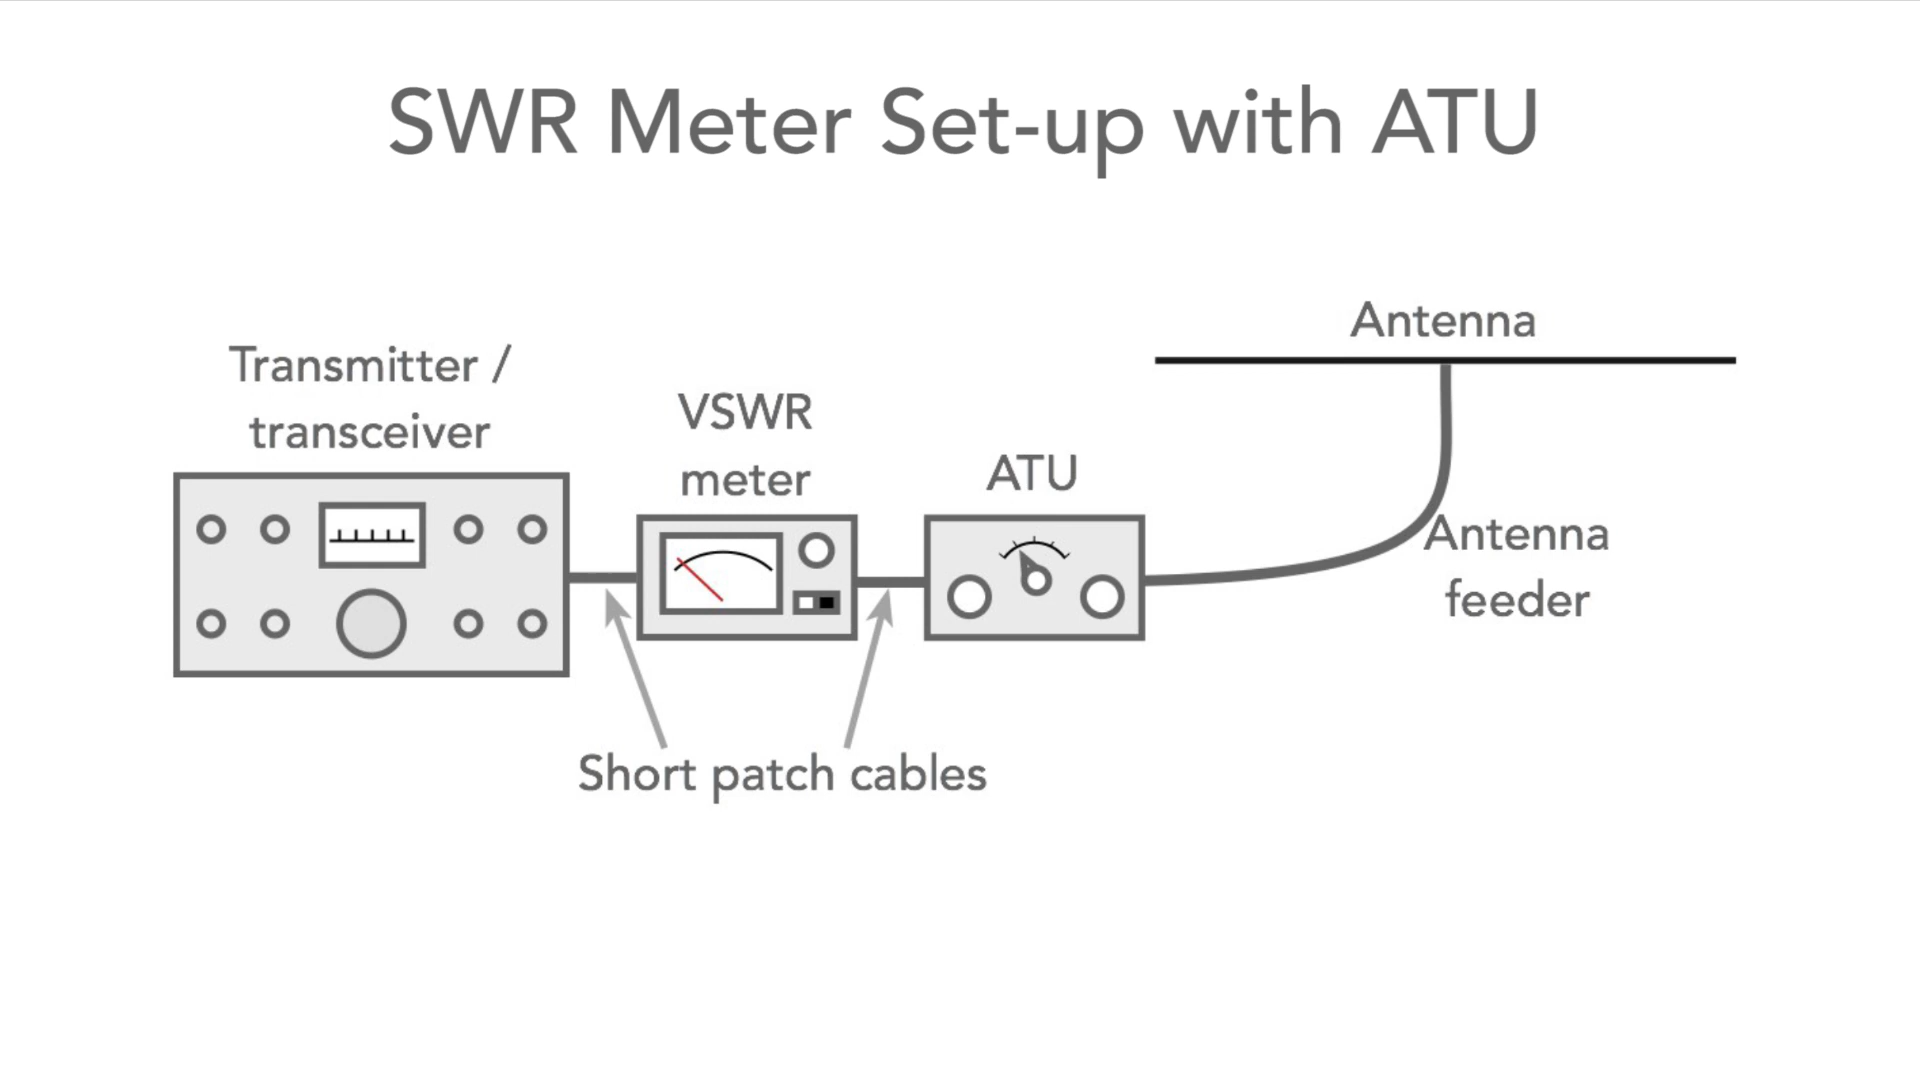 SWR Meter Set-up with ATU
Antenna
Transmitter /
transceiver
VSWR
meter
ATU
Antenna
feeder
Short patch cables